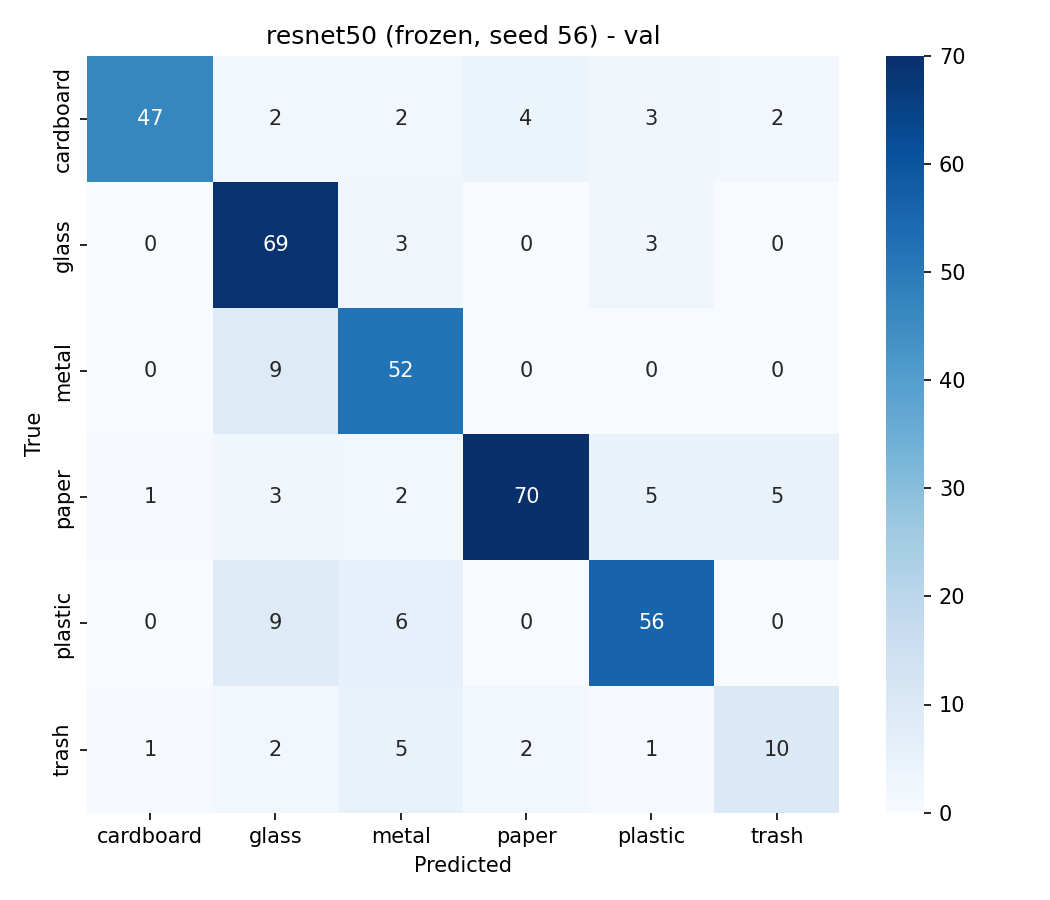 resnet50 (frozen, seed 56) - val
cardboard 47 2 2 4 3 2
glass 0 69 3 0 3 0
metal 0 9 52 0 0 0
paper 1 3 2 70 5 5
plastic 0 9 6 0 56 0
trash 1 2 5 2 1 10
True
cardboard glass metal paper plastic trash
Predicted
70
60
50
40
30
20
10
0